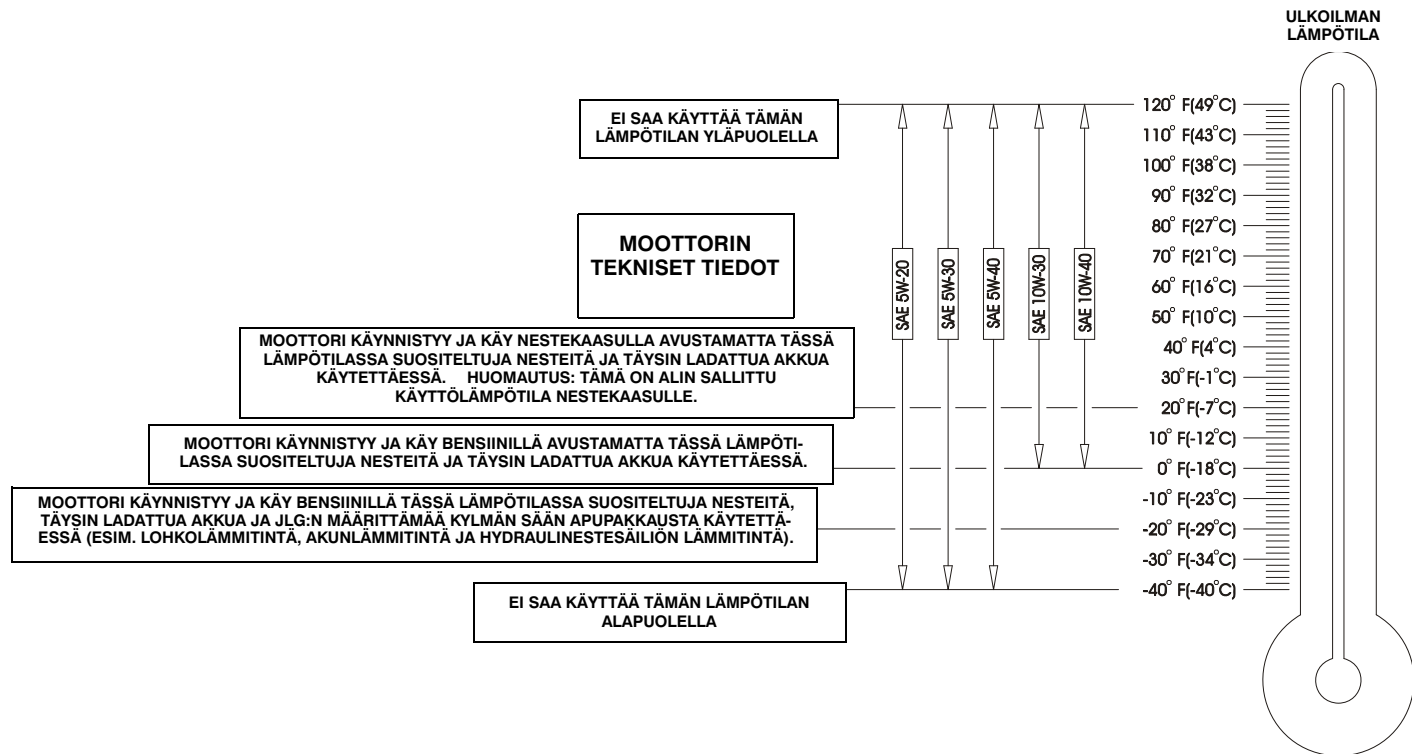 ULKOILMAN
LÄMPÖTILA
EI SAA KÄYTTÄÄ TÄMÄN
LÄMPÖTILAN YLÄPUOLELLA
MOOTTORIN
TEKNISET TIEDOT
MOOTTORI KÄYNNISTYY JA KÄY NESTEKAASULLA AVUSTAMATTA TÄSSÄ
LÄMPÖTILASSA SUOSITELTUJA NESTEITÄ JA TÄYSIN LADATTUA AKKUA
KÄYTETTÄESSÄ. HUOMAUTUS: TÄMÄ ON ALIN SALLITTU
KÄYTTÖLÄMPÖTILA NESTEKAASULLE.
MOOTTORI KÄYNNISTYY JA KÄY BENSIINILLÄ AVUSTAMATTA TÄSSÄ LÄMPÖTI-
LASSA SUOSITELTUJA NESTEITÄ JA TÄYSIN LADATTUA AKKUA KÄYTETTÄESSÄ.
MOOTTORI KÄYNNISTYY JA KÄY BENSIINILLÄ TÄSSÄ LÄMPÖTILASSA SUOSITELTUJA NESTEITÄ,
TÄYSIN LADATTUA AKKUA JA JLG:N MÄÄRITTÄMÄÄ KYLMÄN SÄÄN APUPAKKAUSTA KÄYTETTÄ-
ESSÄ (ESIM. LOHKOLÄMMITINTÄ, AKUNLÄMMITINTÄ JA HYDRAULINESTESÄILIÖN LÄMMITINTÄ).
EI SAA KÄYTTÄÄ TÄMÄN LÄMPÖTILAN
ALAPUOLELLA
SAE 5W-20
SAE 5W-30
SAE 5W-40
SAE 10W-30
SAE 10W-40
120° F(49°C)
110° F(43°C)
100° F(38°C)
90° F(32°C)
80° F(27°C)
70° F(21°C)
60° F(16°C)
50° F(10°C)
40° F(4°C)
30°F(-1°C)
20°F(-7°C)
10° F(-12°C)
0° F(-18°C)
-10° F(-23°C)
-20° F(-29°C)
-30° F(-34°C)
-40° F(-40°C)